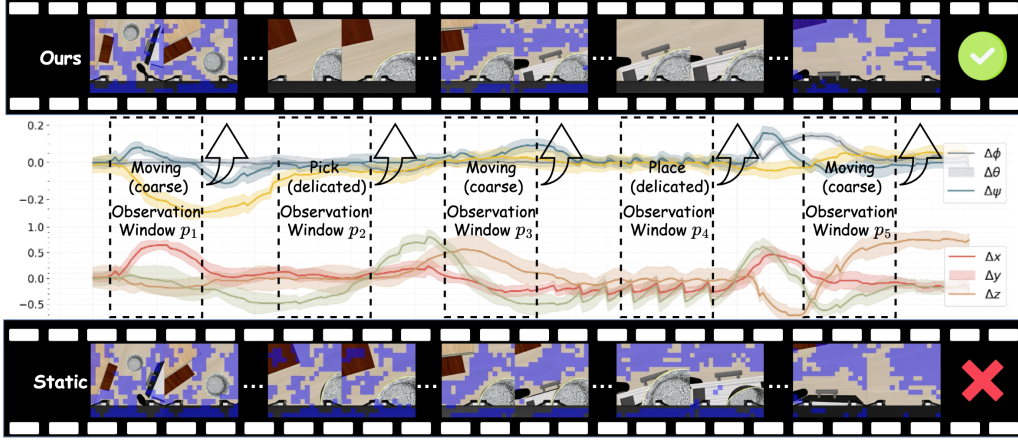 Ours
...
...
...
...
0.2
0.0
−0.2
Moving
(coarse)
Observation
Window p₁
Pick
(delicated)
Observation
Window p₂
Moving
(coarse)
Observation
Window p₃
Place
(delicated)
Observation
Window p₄
Moving
(coarse)
Observation
Window p₅
Δϕ
Δθ
Δψ
1.0
0.5
0.0
−0.5
Δx
Δy
Δz
Static
...
...
...
...